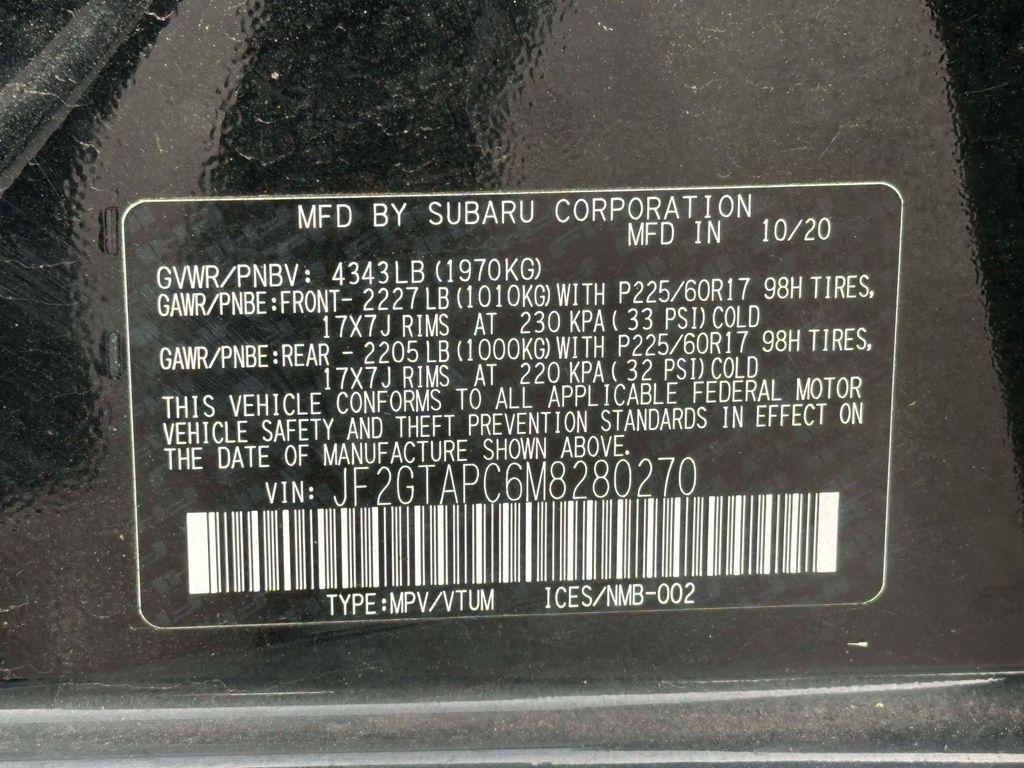 MFD BY SUBARU CORPORATION
MFD IN 10/20
GVWR/PNBV: 4343LB(1970KG)
GAWR/PNBE:FRONT- 2227LB(1010KG)WITH P225/60R17 98H TIRES,
17X7J RIMS AT 230 KPA( 33 PSI)COLD
GAWR/PNBE:REAR - 2205LB(1000KG)WITH P225/60R17 98H TIRES,
17X7J RIMS AT 220 KPA( 32 PSI)COLD
THIS VEHICLE CONFORMS TO ALL APPLICABLE FEDERAL MOTOR
VEHICLE SAFETY AND THEFT PREVENTION STANDARDS IN EFFECT ON
THE DATE OF MANUFACTURE SHOWN ABOVE.
VIN: JF2GTAPC6M8280270
TYPE:MPV/VTUM ICES/NMB-002